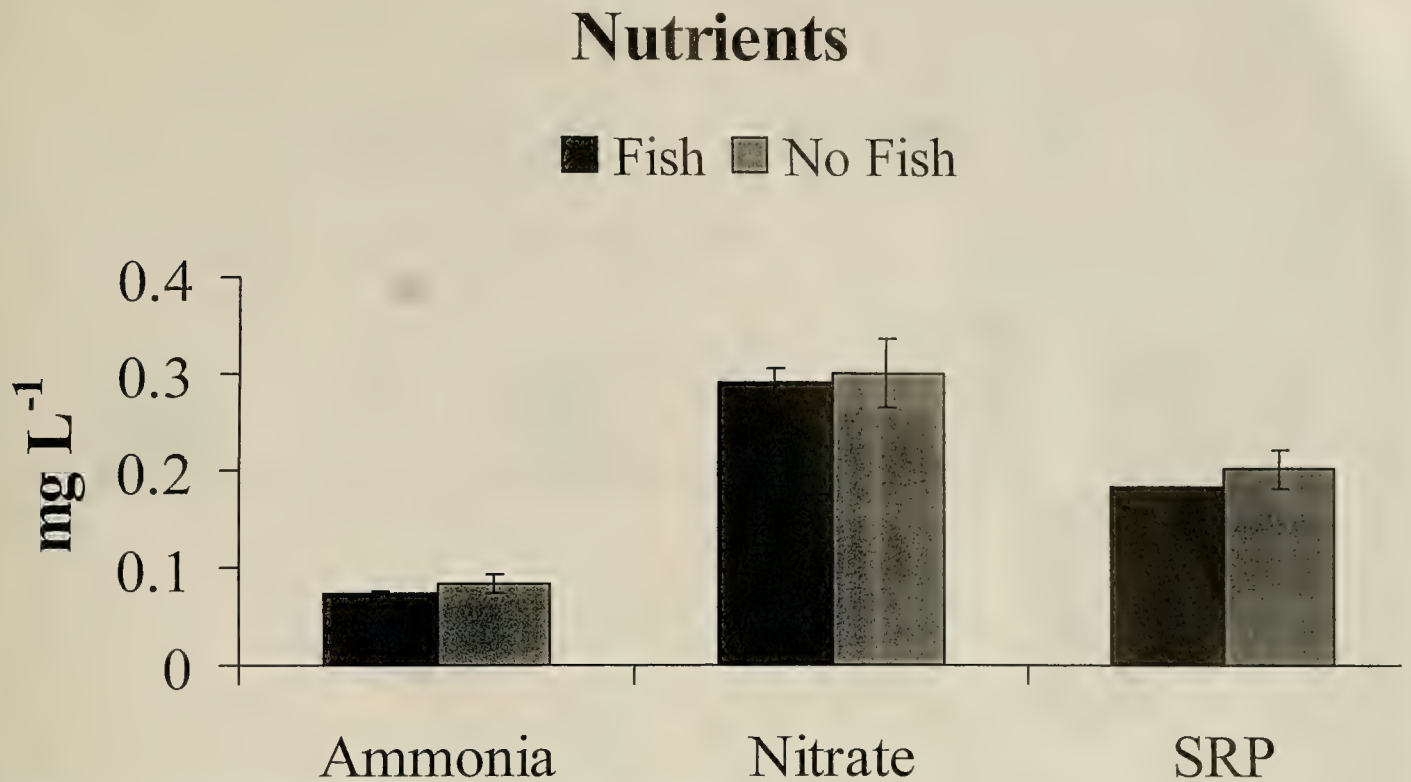 Nutrients
Fish No Fish
mg L⁻¹
0.4
0.3
0.2
0.1
0
Ammonia Nitrate SRP